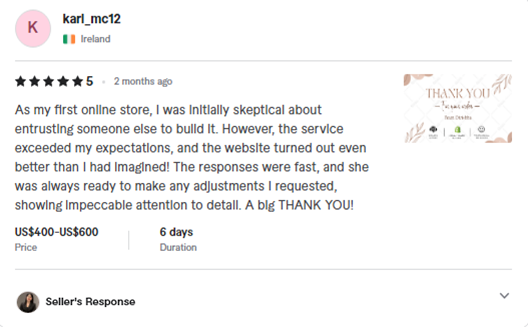 K
karl_mc12
Ireland
5 • 2 months ago
As my first online store, I was initially skeptical about
entrusting someone else to build it. However, the service
exceeded my expectations, and the website turned out even
better than I had imagined! The responses were fast, and she
was always ready to make any adjustments I requested,
showing impeccable attention to detail. A big THANK YOU!
THANK YOU
US$400-US$600
Price
6 days
Duration
Seller's Response